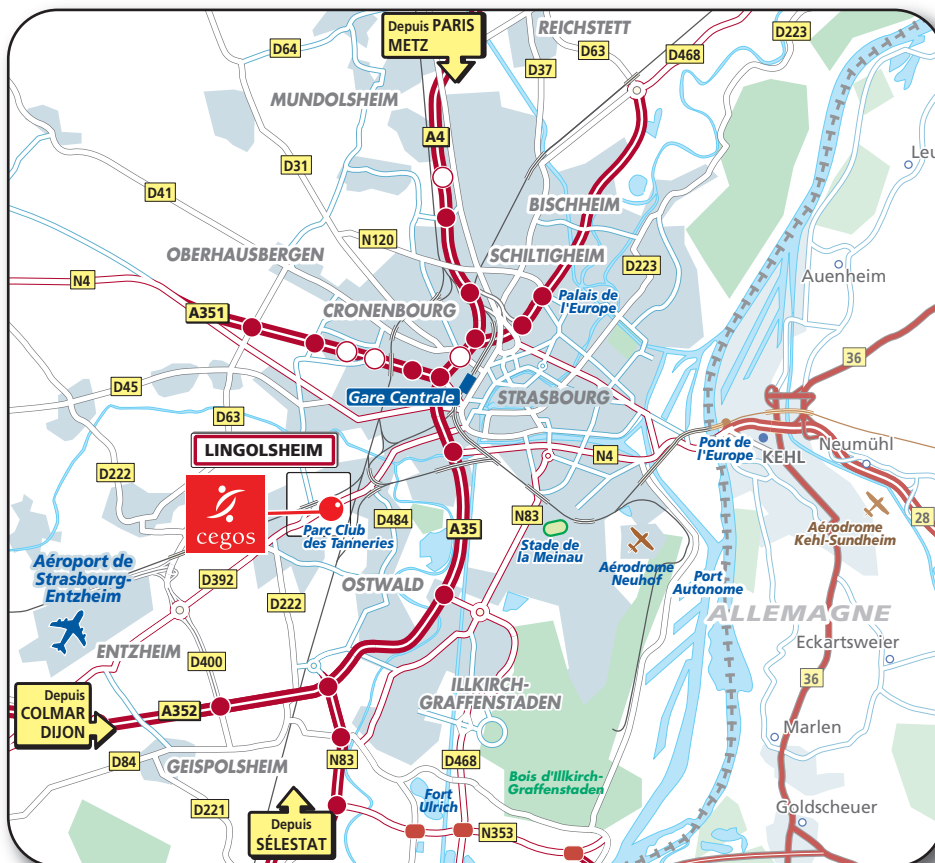 Depuis PARIS
METZ
REICHSTETT
D223
D64
D63
D468
D37
MUNDOLSHEIM
A4
D31
D41
BISCHHEIM
N120
OBERHAUSBERGEN
SCHILTIGHEIM
D223
N4
Auenheim
Palais de
l'Europe
A351
CRONENBOURG
36
D45
Gare Centrale
STRASBOURG
D63
LINGOLSHEIM
Pont de
l'Europe
KEHL
Neumühl
N4
D222
cegos
Parc Club
des Tanneries
D484
A35
N83
28
Stade de
la Meinau
Aérodrome
Neuhof
Aérodrome
Kehl-Sundheim
Aéroport de
Strasbourg-
Entzheim
D392
OSTWALD
Port
Autonome
D222
ALLEMAGNE
ENTZHEIM
D400
Eckartsweier
ILLKIRCH-
GRAFFENSTADEN
36
Depuis
COLMAR
DIJON
A352
Marlen
D84
GEISPOLSHEIM
N83
D468
Bois d'Illkirch-
Graffenstaden
Fort
Ulrich
D221
Goldscheuer
Depuis
SÉLESTAT
N353